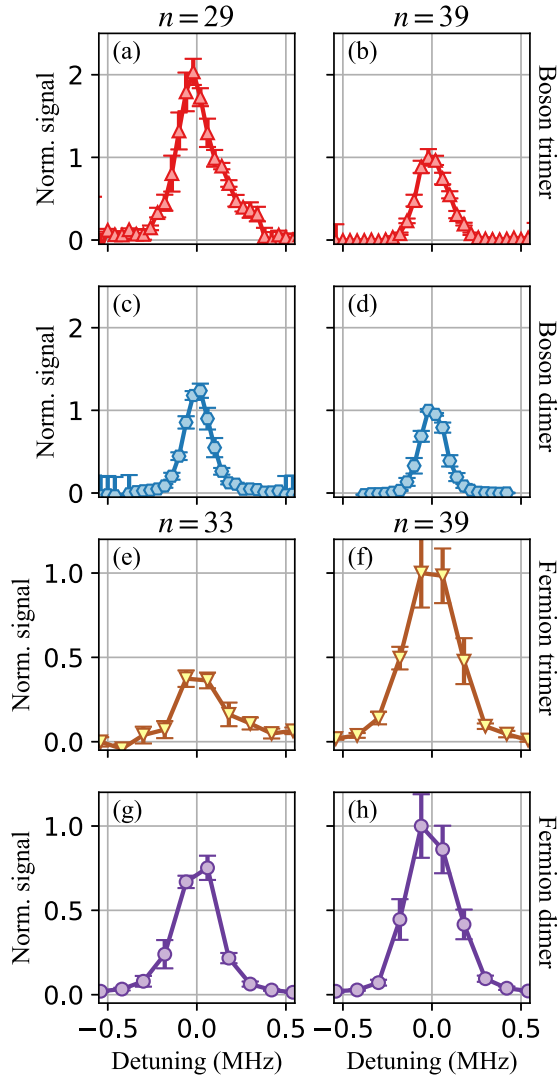 n = 29
n = 39
(a)
(b)
Norm. signal
2
1
0
Boson trimer
(c)
(d)
Norm. signal
2
1
0
Boson dimer
n = 33
n = 39
(e)
(f)
Norm. signal
1.0
0.5
0.0
Fermion trimer
(g)
(h)
Norm. signal
1.0
0.5
0.0
Fermion dimer
−0.5 0.0 0.5
−0.5 0.0 0.5
Detuning (MHz)
Detuning (MHz)